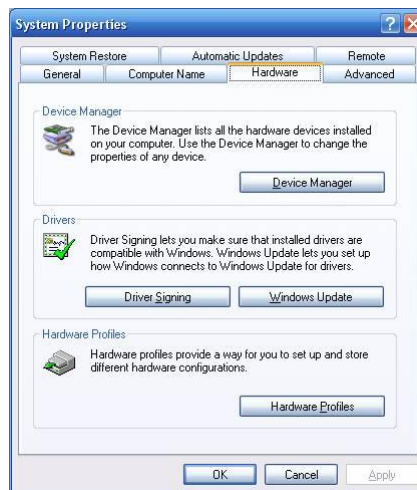 System Properties
System Restore Automatic Updates Remote
General Computer Name Hardware Advanced
Device Manager
The Device Manager lists all the hardware devices installed
on your computer. Use the Device Manager to change the
properties of any device.
Device Manager
Drivers
Driver Signing lets you make sure that installed drivers are
compatible with Windows. Windows Update lets you set up
how Windows connects to Windows Update for drivers.
Driver Signing Windows Update
Hardware Profiles
Hardware profiles provide a way for you to set up and store
different hardware configurations.
Hardware Profiles
OK Cancel Apply